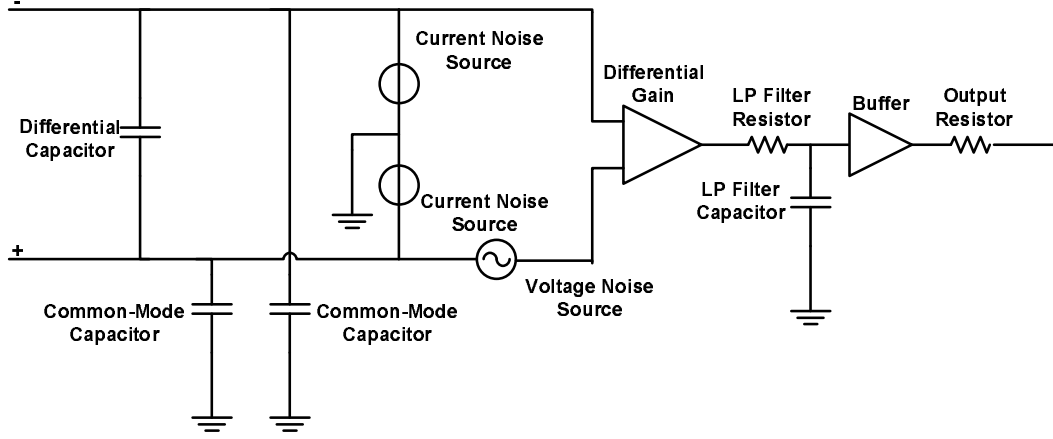 -
Current Noise
Source
Differential
Gain
LP Filter
Resistor
Buffer
Output
Resistor
Differential
Capacitor
LP Filter
Capacitor
Current Noise
Source
+
Voltage Noise
Source
Common-Mode
Capacitor
Common-Mode
Capacitor